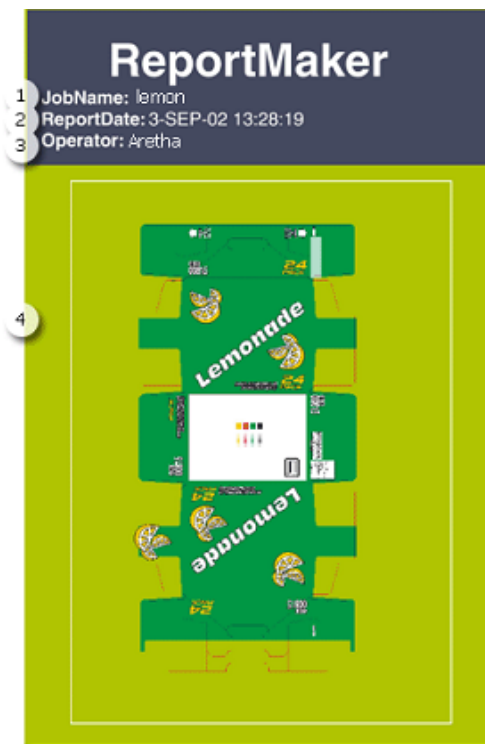 ReportMaker
1 JobName: lemon
2 ReportDate: 3-SEP-02 13:28:19
3 Operator: Aretha
24
4
Lemonade
24
24
Lemonade
24